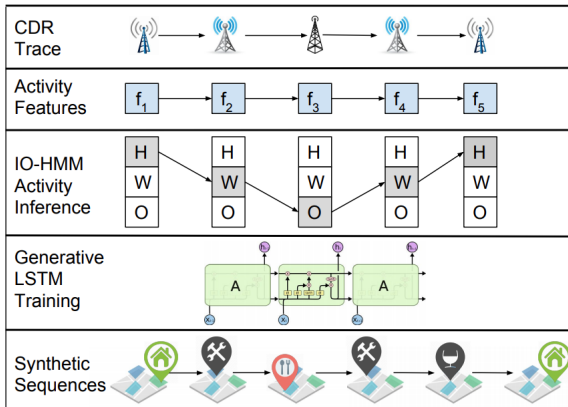 CDR
Trace
Activity
Features
f1 f2 f3 f4 f5
IO-HMM
Activity
Inference
H H H H H
W W W W W
O O O O O
Generative
LSTM
Training
A A
Synthetic
Sequences